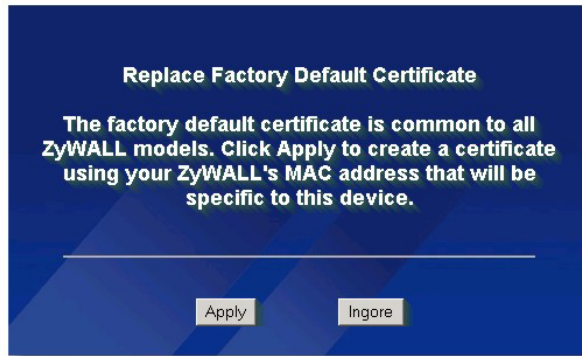 Replace Factory Default Certificate
The factory default certificate is common to all
ZyWALL models. Click Apply to create a certificate
using your ZyWALL's MAC address that will be
specific to this device.
Apply
Ingore